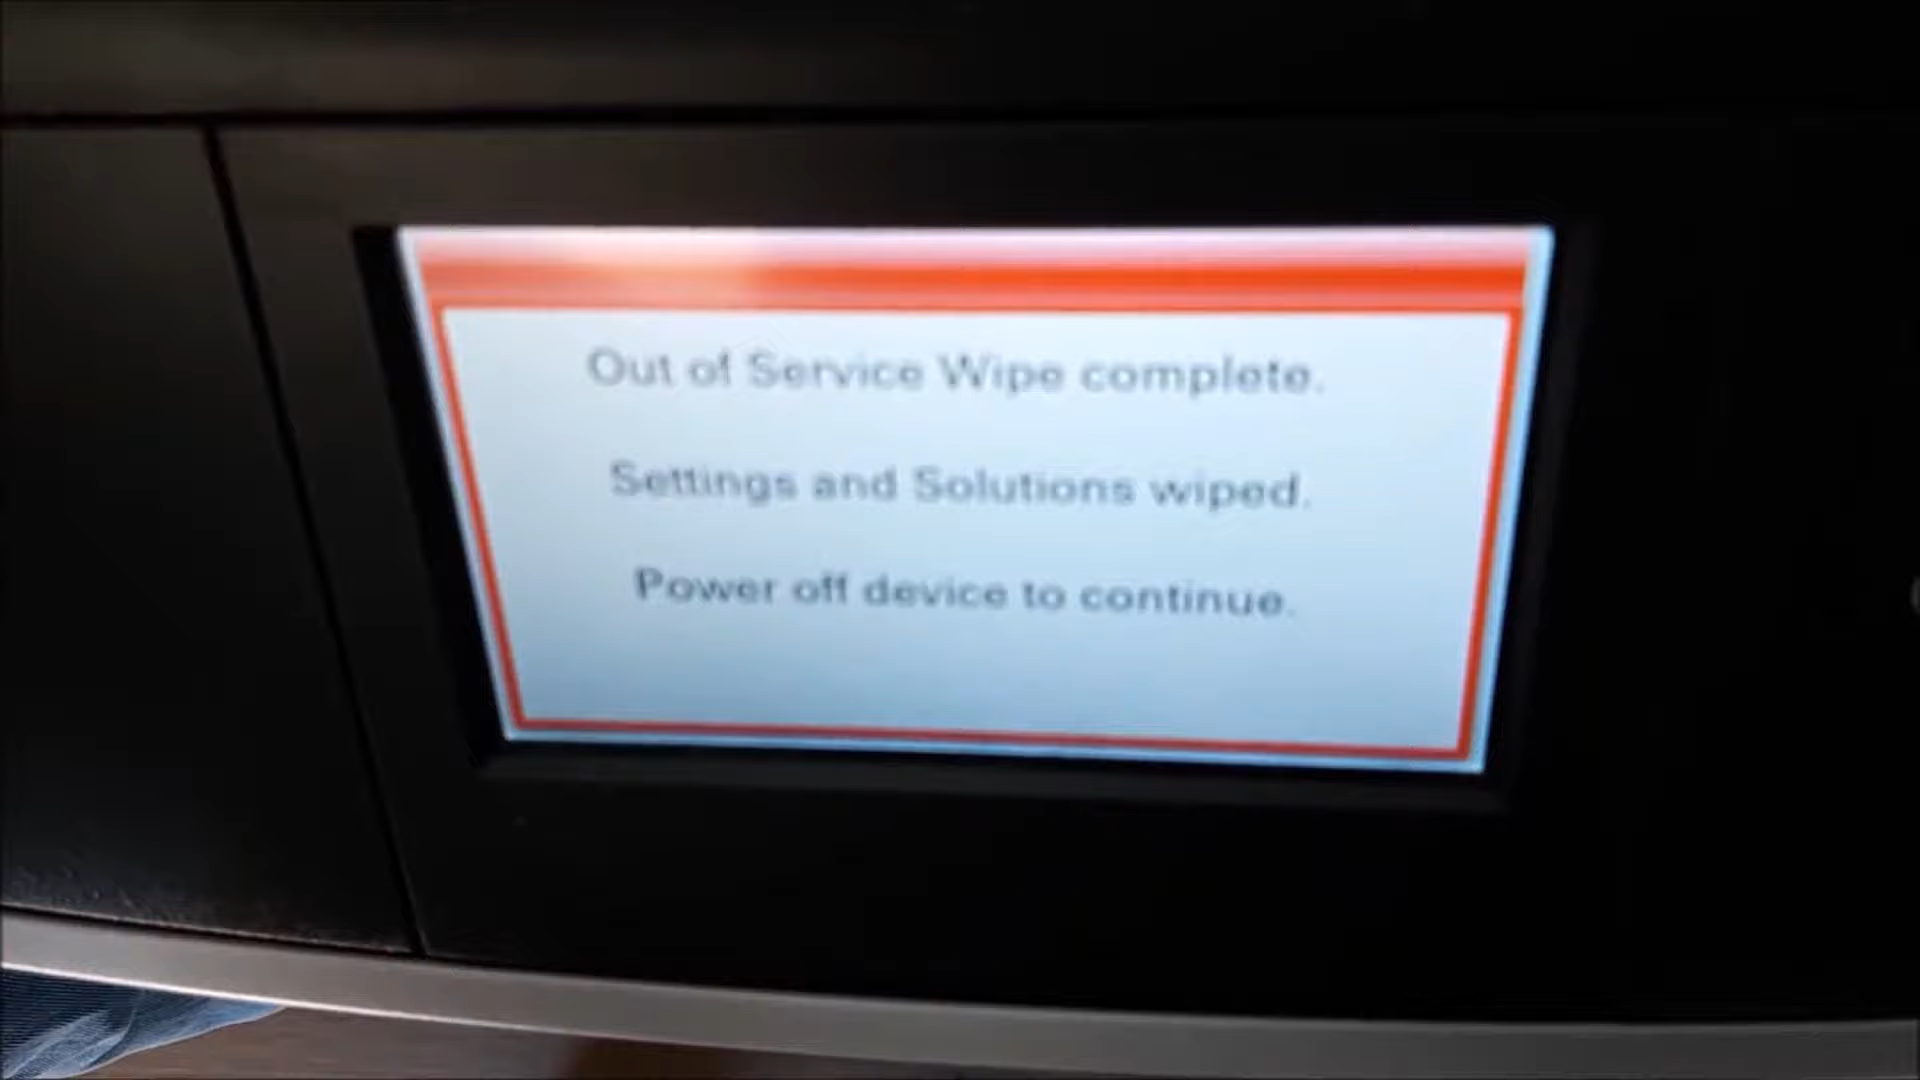 Out of Service Wipe complete.
Settings and Solutions wiped.
Power off device to continue.